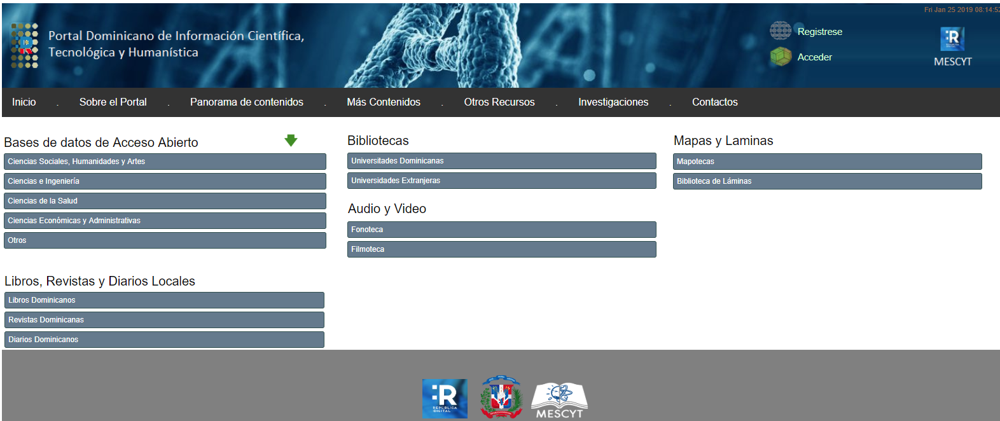 Fri Jan 25 2019 08:14:52
Portal Dominicano de Información Científica,
Tecnológica y Humanística
Registrese
Acceder
MESCYT
Inicio . Sobre el Portal . Panorama de contenidos . Más Contenidos . Otros Recursos . Investigaciones . Contactos
Bases de datos de Acceso Abierto
Ciencias Sociales, Humanidades y Artes
Ciencias e Ingeniería
Ciencias de la Salud
Ciencias Económicas y Administrativas
Otros
Libros, Revistas y Diarios Locales
Libros Dominicanos
Revistas Dominicanas
Diarios Dominicanos
Bibliotecas
Universitades Dominicanas
Universidades Extranjeras
Audio y Video
Fonoteca
Filmoteca
Mapas y Laminas
Mapotecas
Biblioteca de Láminas
:R
REPÚBLICA
DIGITAL
MESCYT